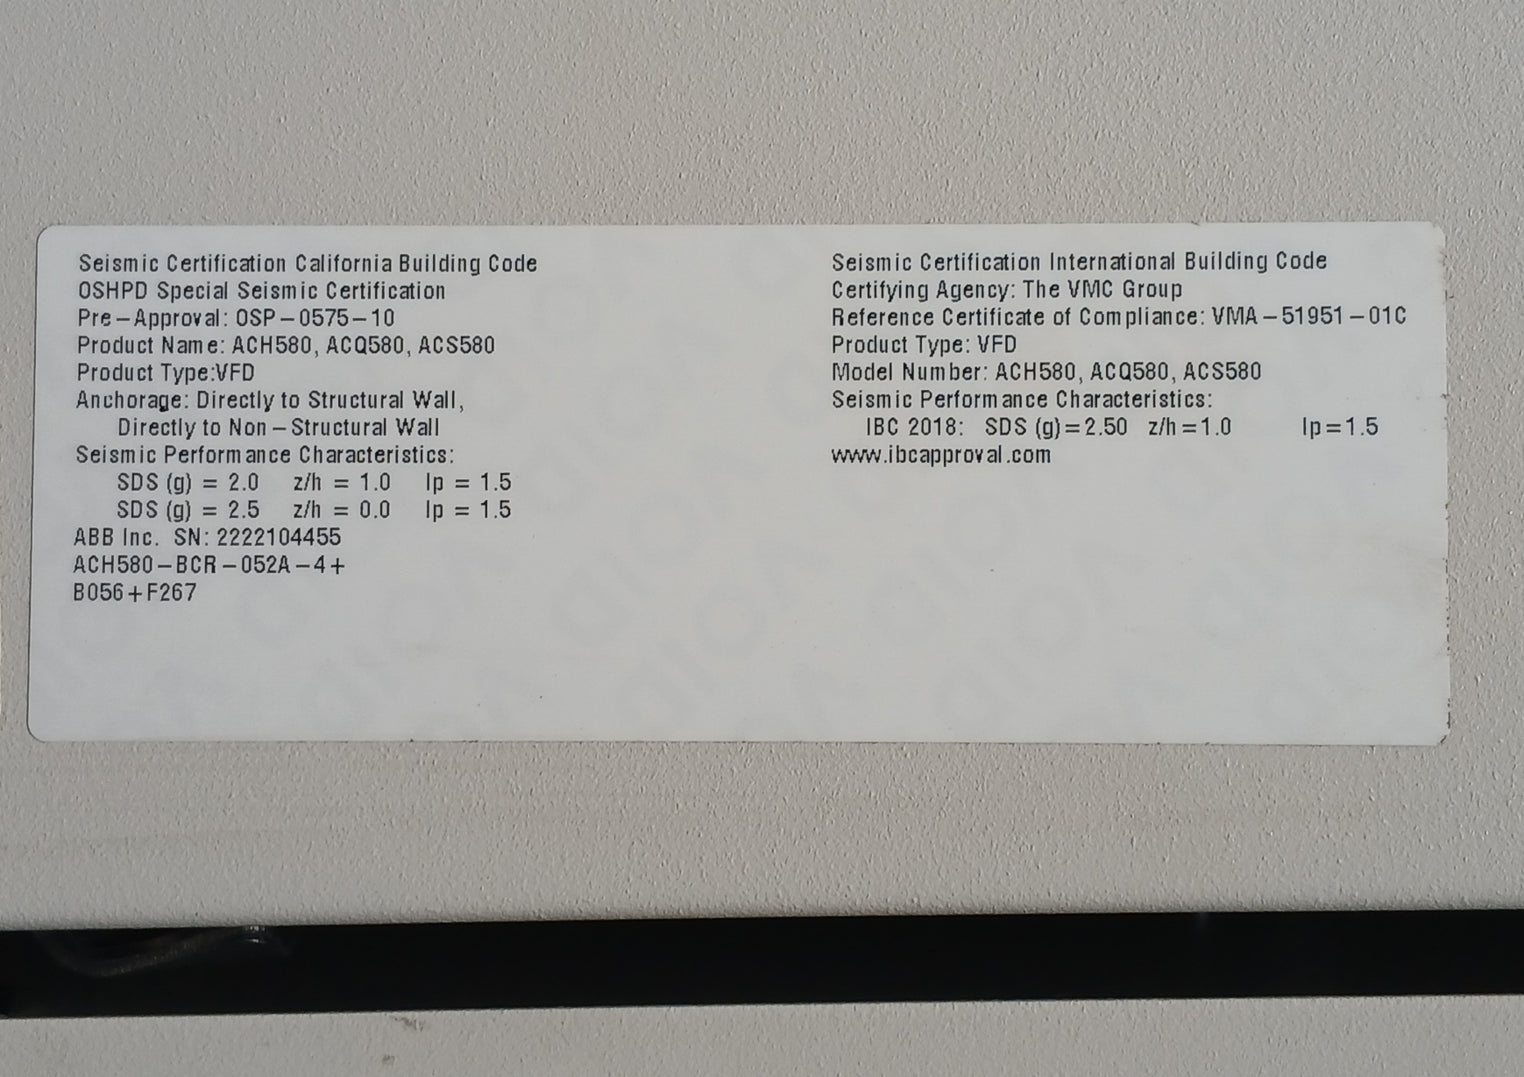 Seismic Certification California Building Code
OSHPD Special Seismic Certification
Pre-Approval: OSP-0575-10
Product Name: ACH580, ACQ580, ACS580
Product Type:VFD
Anchorage: Directly to Structural Wall,
Directly to Non-Structural Wall
Seismic Performance Characteristics:
SDS (g) = 2.0 z/h = 1.0 Ip = 1.5
SDS (g) = 2.5 z/h = 0.0 Ip = 1.5
ABB Inc. SN: 2222104455
ACH580-BCR-052A-4+
B056+F267
Seismic Certification International Building Code
Certifying Agency: The VMC Group
Reference Certificate of Compliance: VMA-51951-01C
Product Type: VFD
Model Number: ACH580, ACQ580, ACS580
Seismic Performance Characteristics:
IBC 2018: SDS (g)=2.50 z/h=1.0 Ip=1.5
www.ibcapproval.com